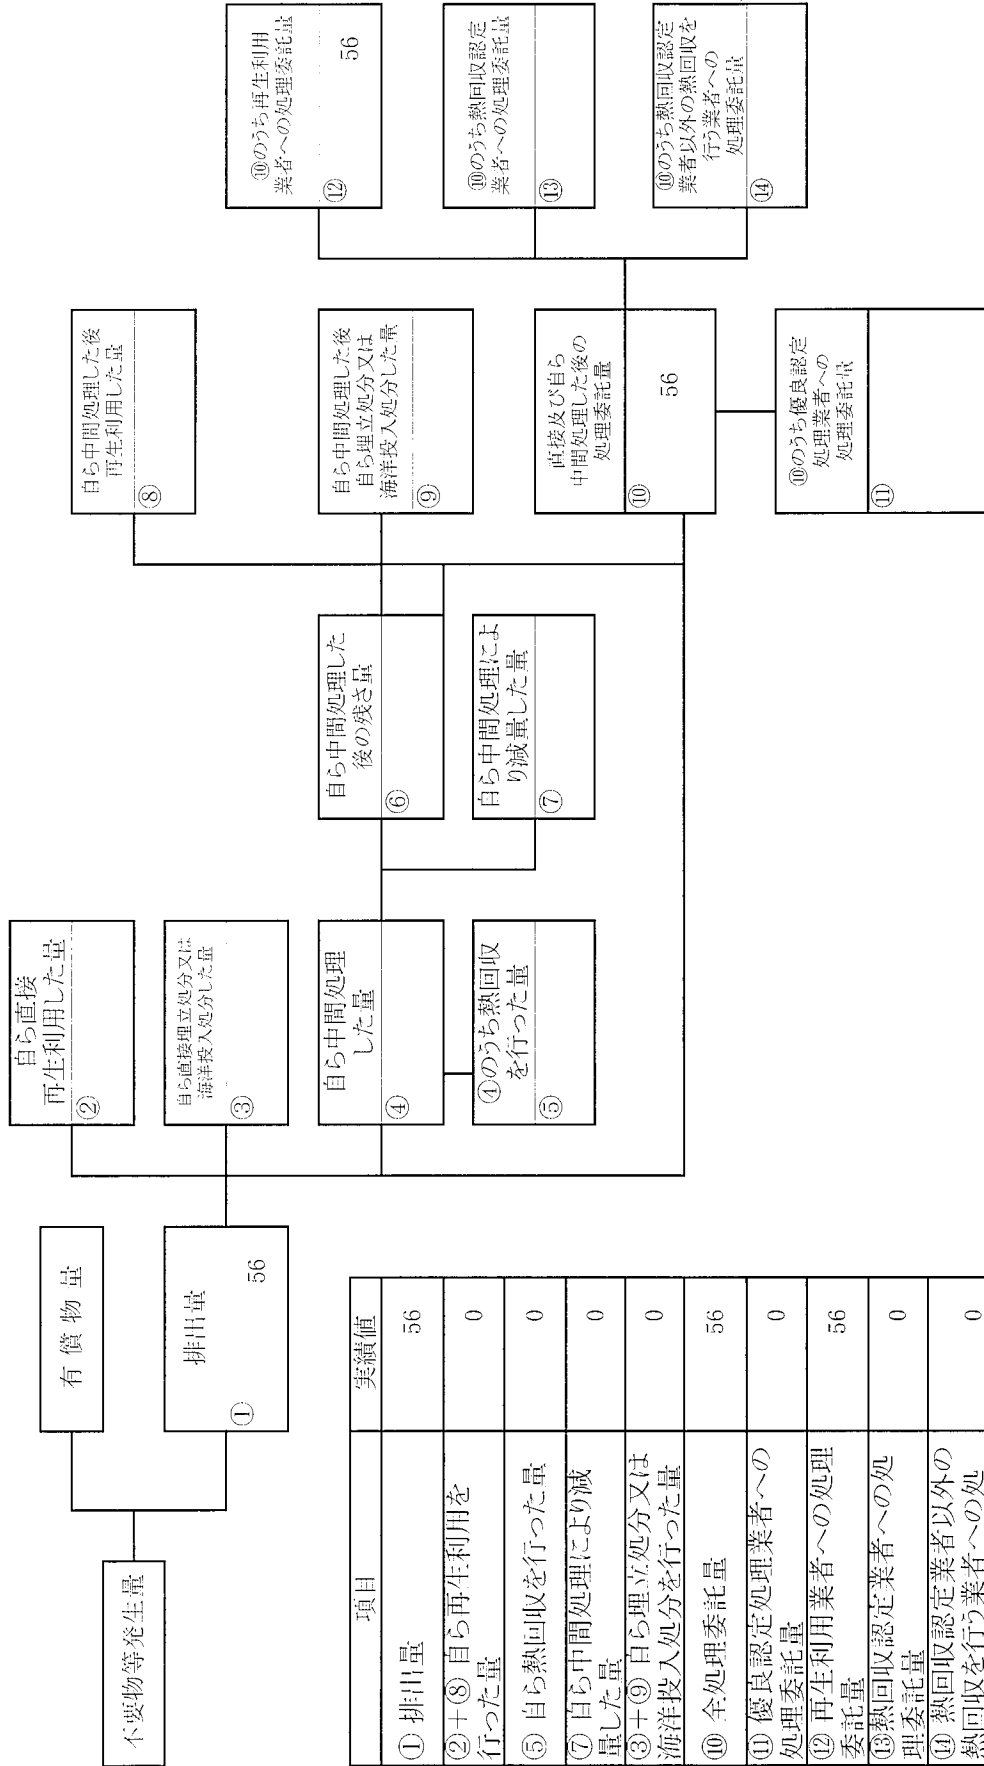 不要物等発生量
有償物量
排出量
① 56
自ら直接
再生利用した量
②
自ら直接埋立処分又は
海洋投入処分した量
③
自ら中間処理
した量
④
④のうち熱回収
を行った量
⑤
自ら中間処理した
後の残さ量
⑥
自ら中間処理によ
り減量した量
⑦
自ら中間処理した後
再生利用した量
⑧
自ら中間処理した後
自ら埋立処分又は
海洋投入処分した量
⑨
直接及び自ら
中間処理した後の
処理委託量
⑩ 56
⑩のうち優良認定
処理業者への
処理委託量
⑪
⑩のうち再生利用
業者への処理委託量
⑫ 56
⑩のうち熱回収認定
業者への処理委託量
⑬
⑩のうち熱回収認定
業者以外の熱回収を
行う業者への
処理委託量
⑭
項目 実績値
① 排出量 56
②+⑧ 自ら再生利用を
行った量 0
⑤ 自ら熱回収を行った量 0
⑦ 自ら中間処理により減
量した量 0
③+⑨ 自ら埋立処分又は
海洋投入処分を行った量 0
⑩ 全処理委託量 56
⑪ 優良認定処理業者への
処理委託量 0
⑫ 再生利用業者への処理
委託量 56
⑬ 熱回収認定業者への処
理委託量 0
⑭ 熱回収認定業者以外の
熱回収を行う業者への処 0